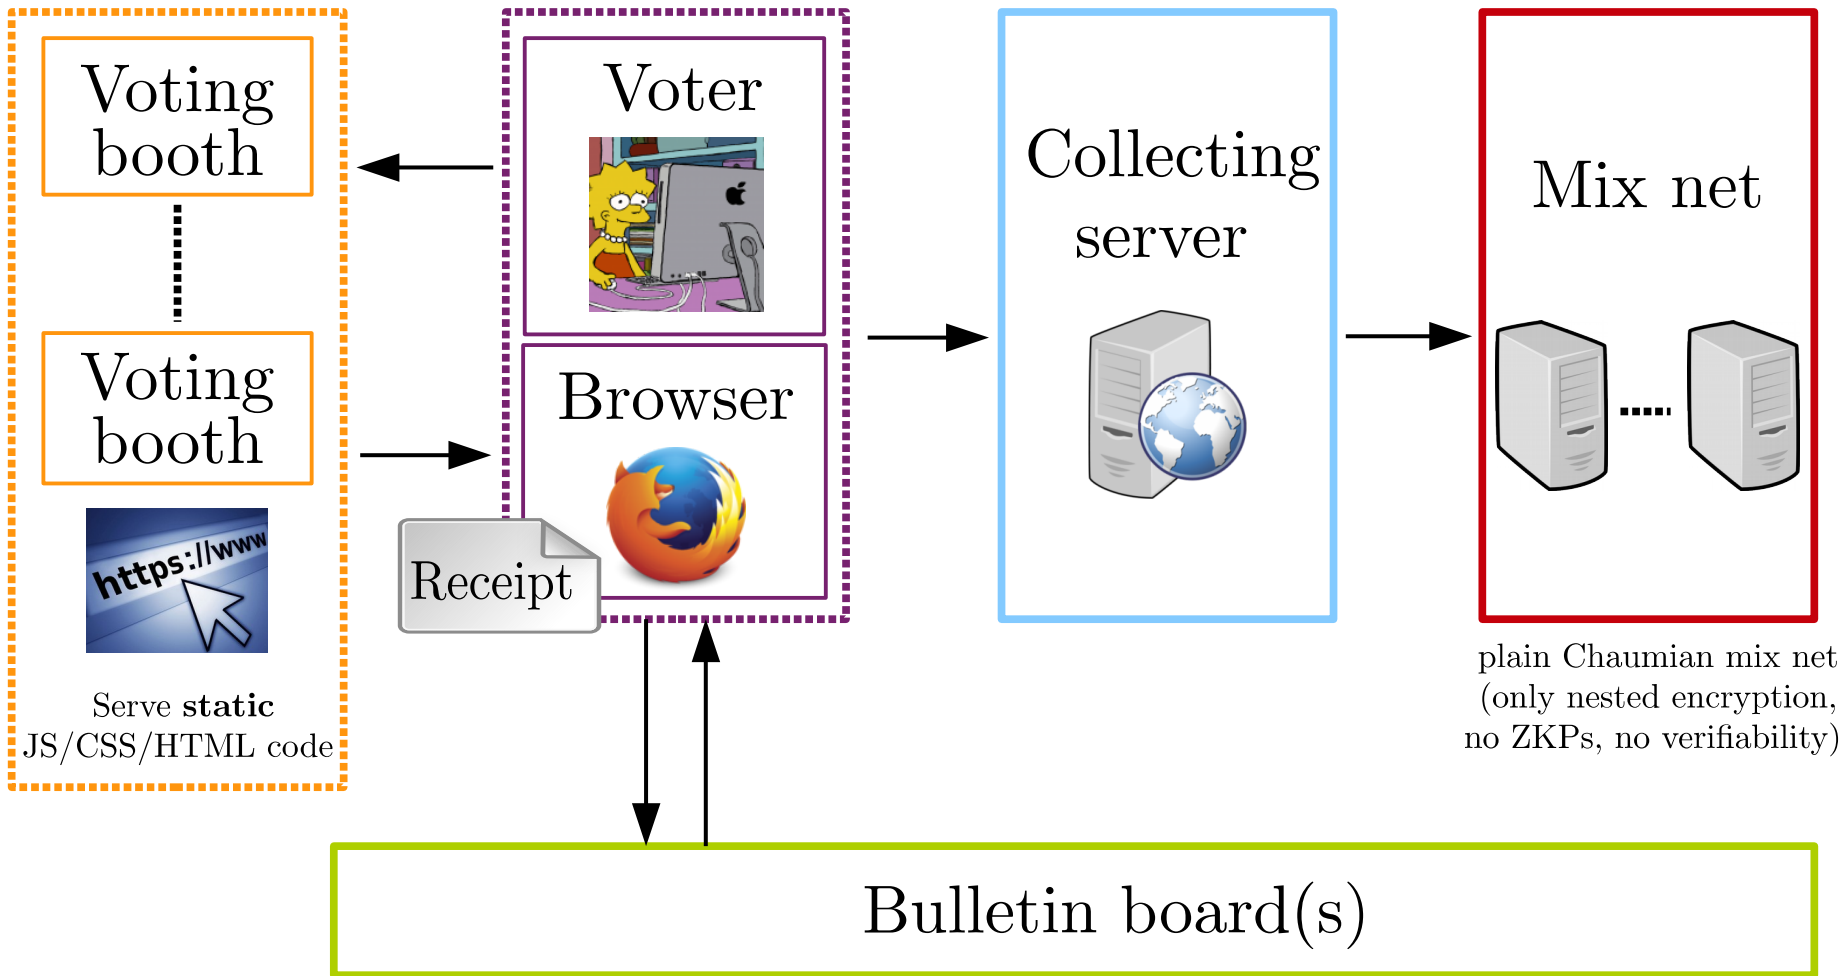 Voting
booth
Voting
booth
https://www
Serve static
JS/CSS/HTML code
Voter
Browser
Receipt
Collecting
server
Mix net
plain Chaumian mix net
(only nested encryption,
no ZKPs, no verifiability)
Bulletin board(s)